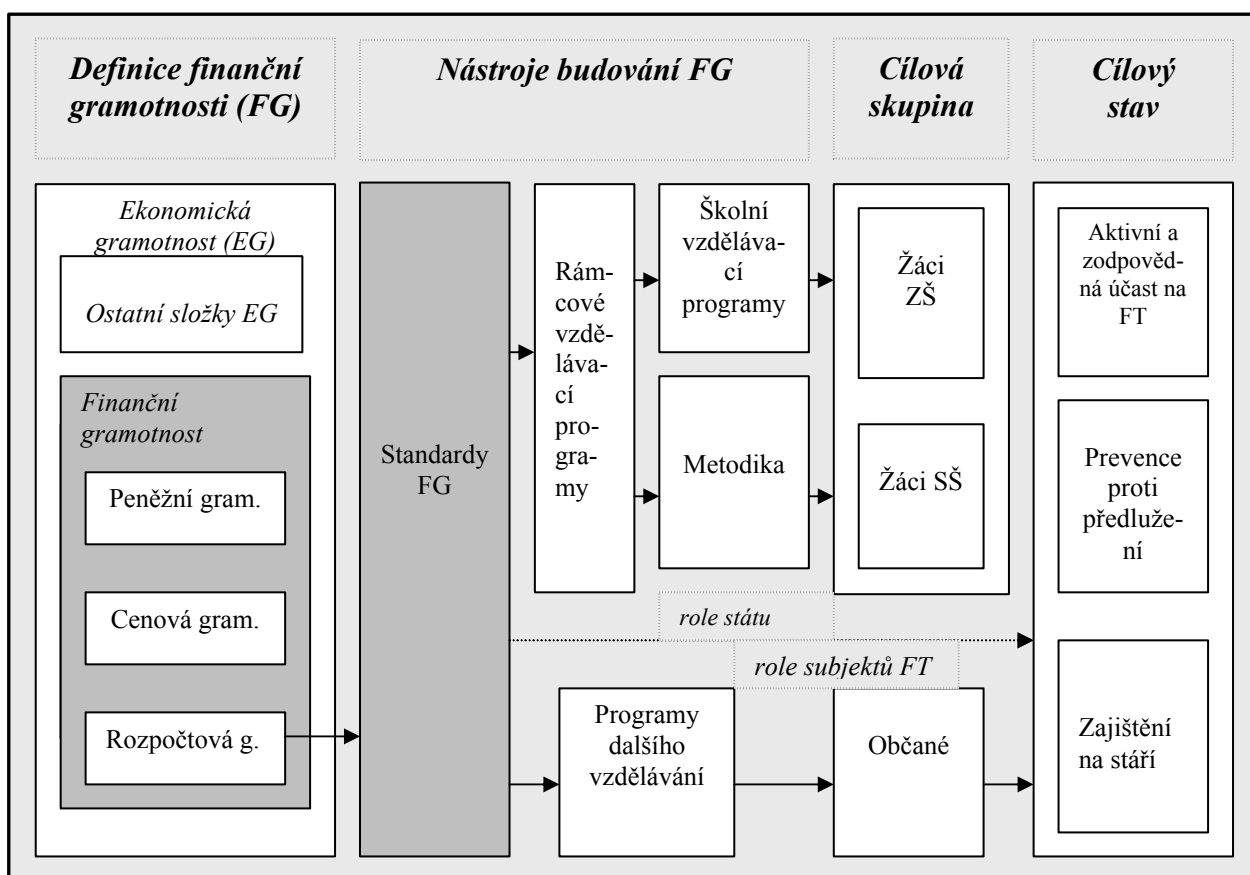 Definice finanční
gramotnosti (FG)
Nástroje budování FG
Cílová
skupina
Cílový
stav
Ekonomická
gramotnost (EG)
Ostatní složky EG
Finanční
gramotnost
Peněžní gram.
Cenová gram.
Rozpočtová g.
Standardy
FG
Rám-
cové
vzdě-
láva-
cí
pro-
gra-
my
Školní
vzděláva-
cí
programy
Metodika
Žáci
ZŠ
Žáci SŠ
role státu
role subjektů FT
Programy
dalšího
vzdělávání
Občané
Aktivní a
zodpověd-
ná účast na
FT
Prevence
proti
předluže-
ní
Zajištění
na stáří